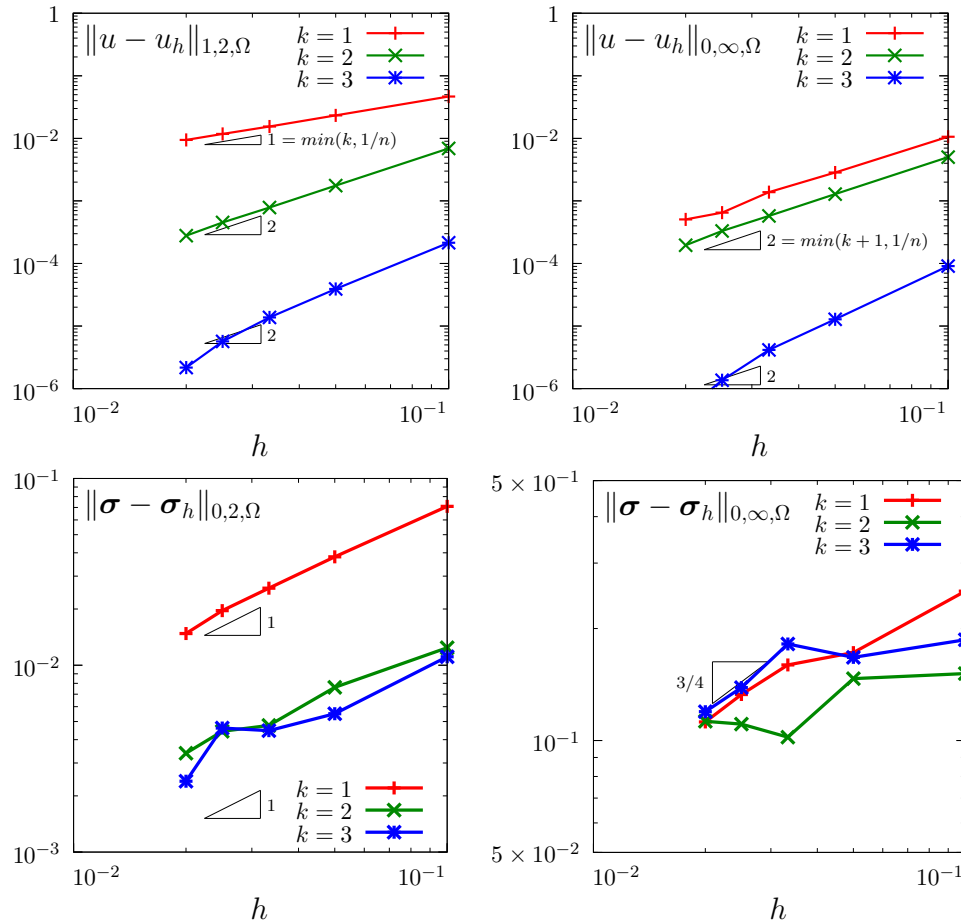 ‖u − u_h‖_{1,2,Ω}
k = 1
k = 2
k = 3
1
10^{−2}
10^{−4}
10^{−6}
1 = min(k, 1/n)
2
2
10^{−2}
10^{−1}
h
‖u − u_h‖_{0,∞,Ω}
k = 1
k = 2
k = 3
1
10^{−2}
10^{−4}
10^{−6}
2 = min(k + 1, 1/n)
2
10^{−2}
10^{−1}
h
‖σ − σ_h‖_{0,2,Ω}
10^{−1}
10^{−2}
10^{−3}
1
1
k = 1
k = 2
k = 3
10^{−2}
10^{−1}
h
‖σ − σ_h‖_{0,∞,Ω}
k = 1
k = 2
k = 3
5 × 10^{−1}
10^{−1}
5 × 10^{−2}
3/4
10^{−2}
10^{−1}
h